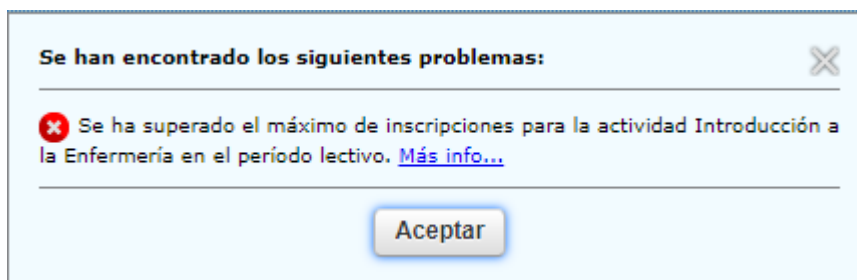 Se han encontrado los siguientes problemas:
Se ha superado el máximo de inscripciones para la actividad Introducción a
la Enfermería en el período lectivo. Más info...
Aceptar